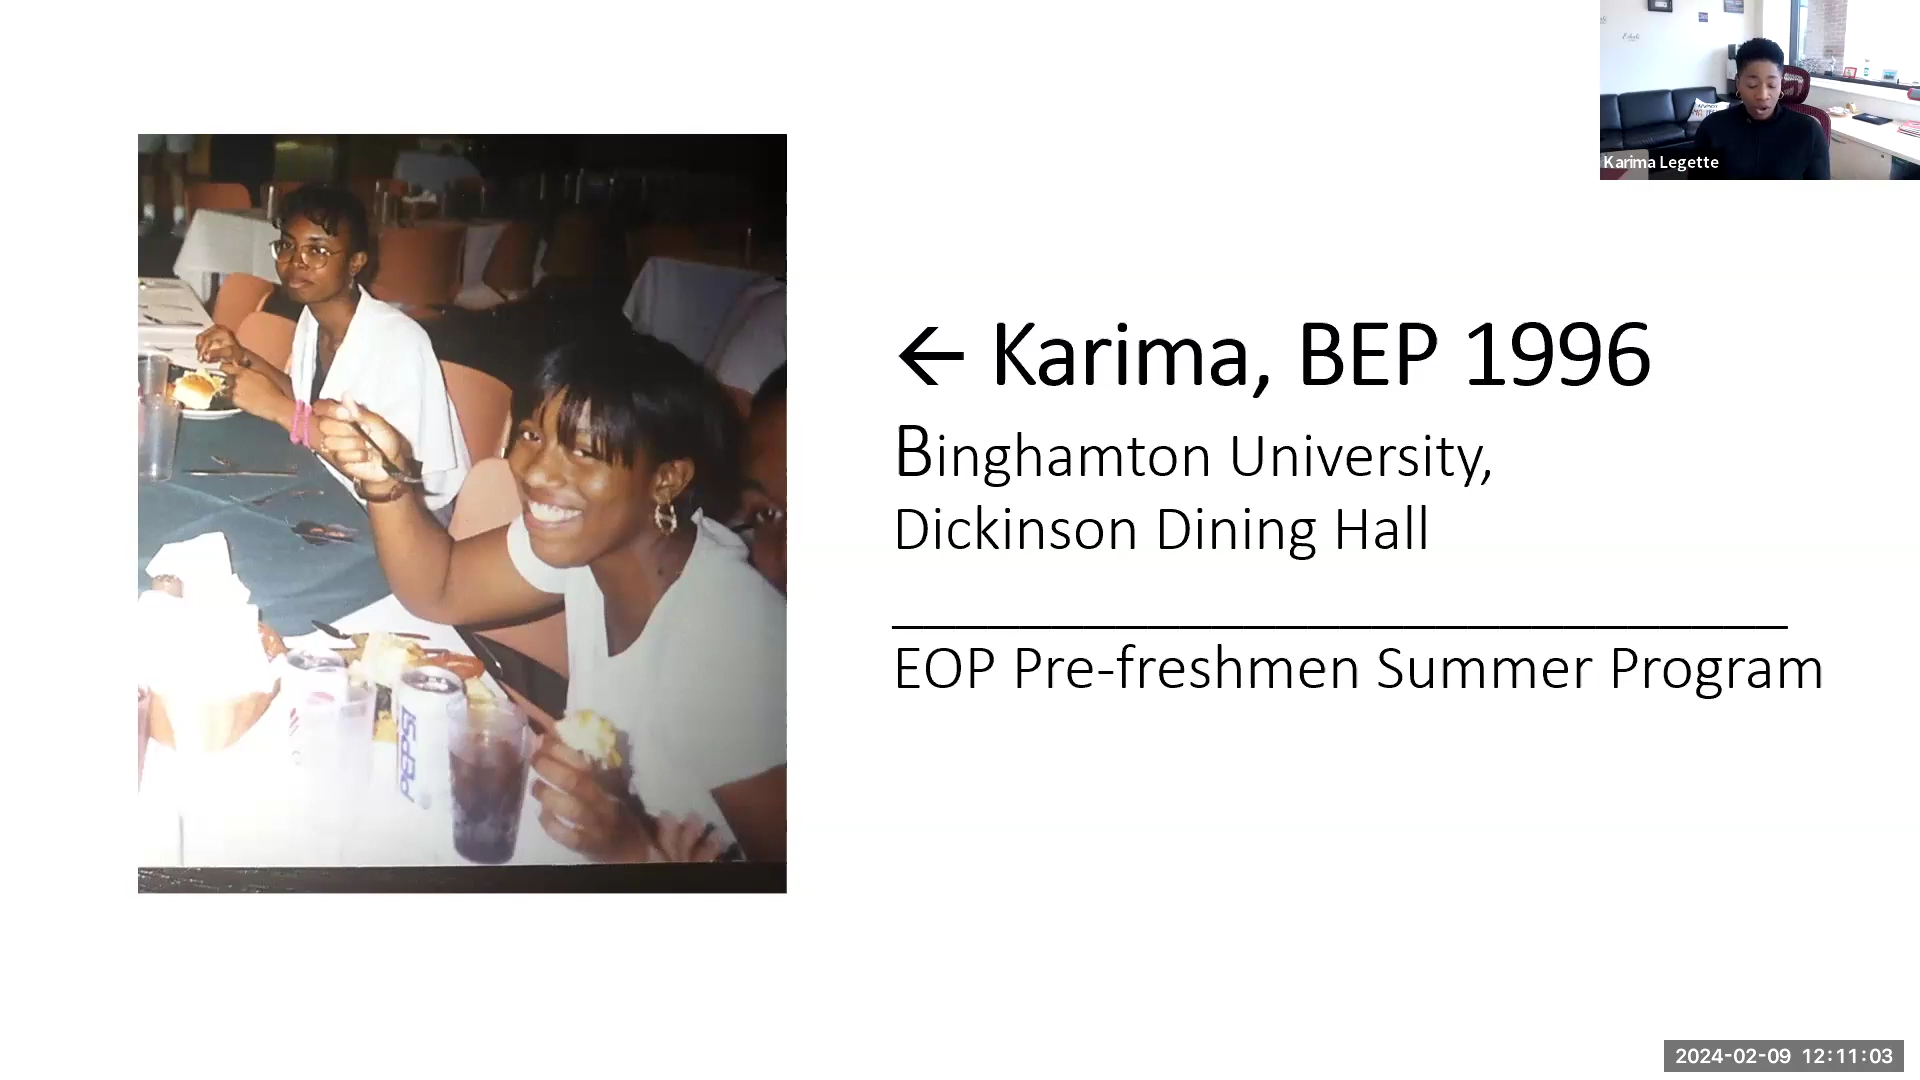 ← Karima, BEP 1996
Binghamton University,
Dickinson Dining Hall
EOP Pre-freshmen Summer Program
PEPSI
Karima Legette
2024-02-09 12:11:03